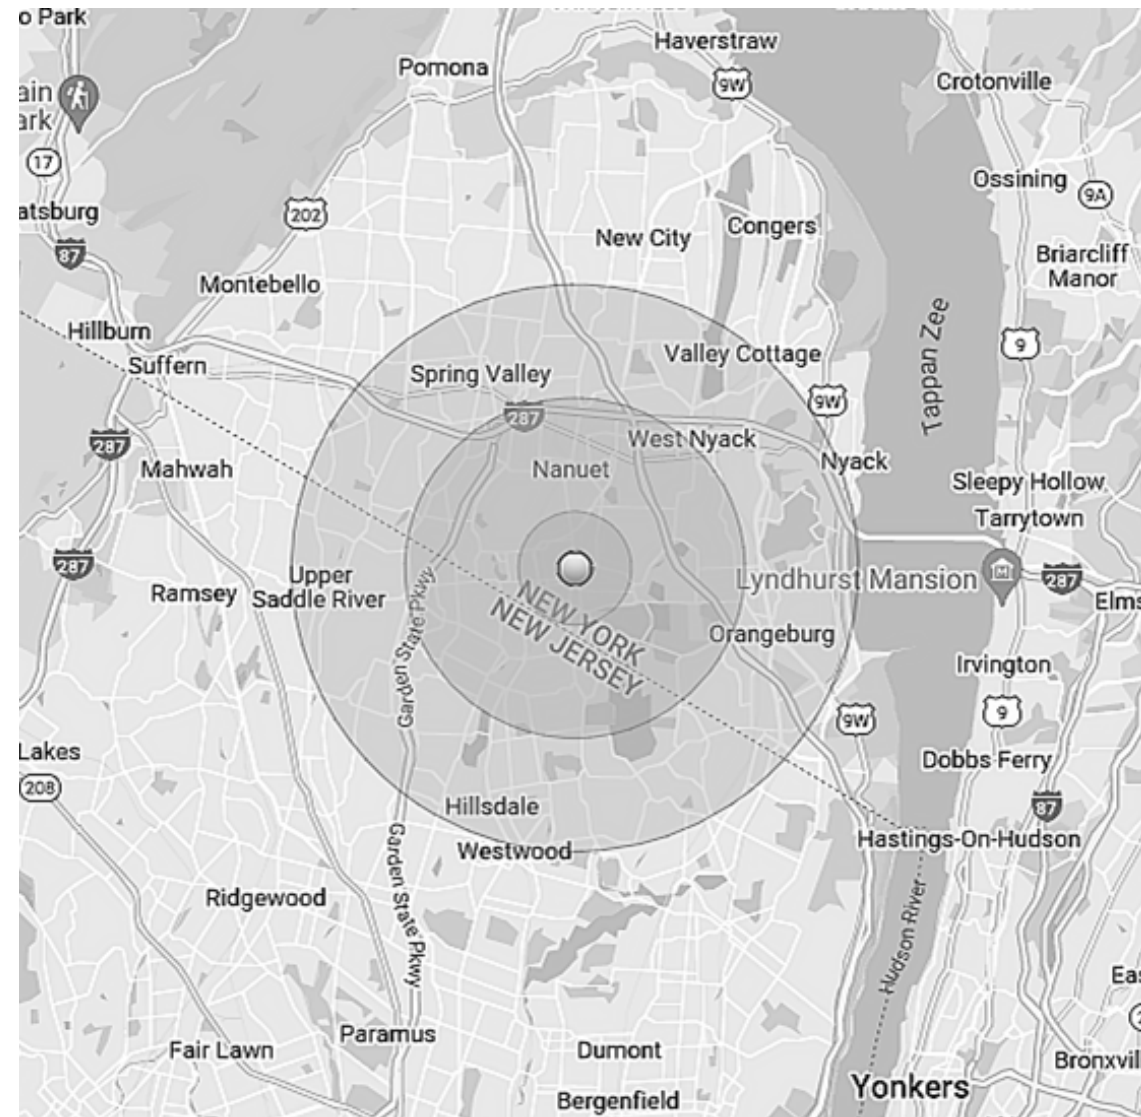 o Park
Haverstraw
Pomona
9W
Crotonville
ain
ark
17
Ossining
9A
atsburg
202
Congers
New City
87
Briarcliff
Manor
Montebello
Hillburn
9
Tappan Zee
Suffern
Valley Cottage
Spring Valley
9W
287
287
West Nyack
Mahwah
Nanuet
Nyack
Sleepy Hollow
Tarrytown
287
Upper
Saddle River
Ramsey
Lyndhurst Mansion
287
Elms
Garden State Pkwy
NEW YORK
NEW JERSEY
Orangeburg
Irvington
9W
9
Lakes
Dobbs Ferry
208
Hillsdale
87
Hastings-On-Hudson
Westwood
Garden State Pkwy
Ridgewood
Hudson River
Eas
Paramus
Fair Lawn
Dumont
Bronxvil
Yonkers
Bergenfield